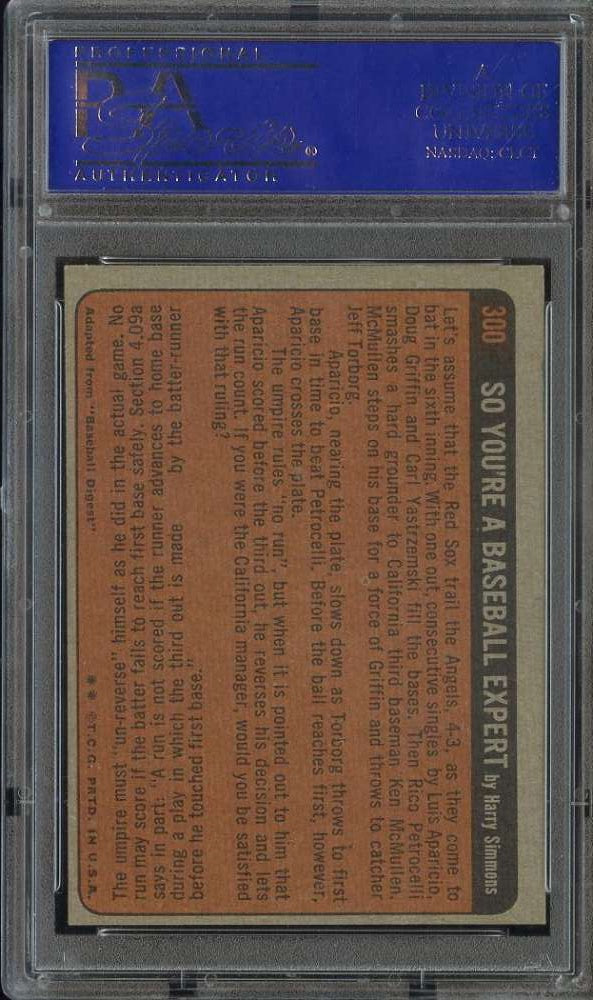 PROFESSIONAL
PSA
Sports
®
AUTHENTICATOR
A
DIVISION OF
COLLECTORS
UNIVERSE
NASDAQ: CLCT
300 SO YOU'RE A BASEBALL EXPERT by Harry Simmons
Let's assume that the Red Sox trail the Angels, 4-3, as they come to
bat in the sixth inning. With one out, consecutive singles by Luis Aparicio,
Doug Griffin and Carl Yastrzemski fill the bases. Then Rico Petrocelli
smashes a hard grounder to California third baseman Ken McMullen.
McMullen steps on his base for a force of Griffin and throws to catcher
Jeff Torborg.
Aparicio, nearing the plate, slows down as Torborg throws to first
base in time to beat Petrocelli. Before the ball reaches first, however,
Aparicio crosses the plate.
The umpire rules "no run", but when it is pointed out to him that
Aparicio scored before the third out, he reverses his decision and lets
the run count. If you were the California manager, would you be satisfied
with that ruling?
The umpire must "un-reverse" himself as he did in the actual game. No
run may score if the batter fails to reach first base safely. Section 4.09a
says in part: "A run is not scored if the runner advances to home base
during a play in which the third out is made by the batter-runner
before he touched first base."
Adapted from "Baseball Digest"
** © T.C.G. PRTD. IN U.S.A.